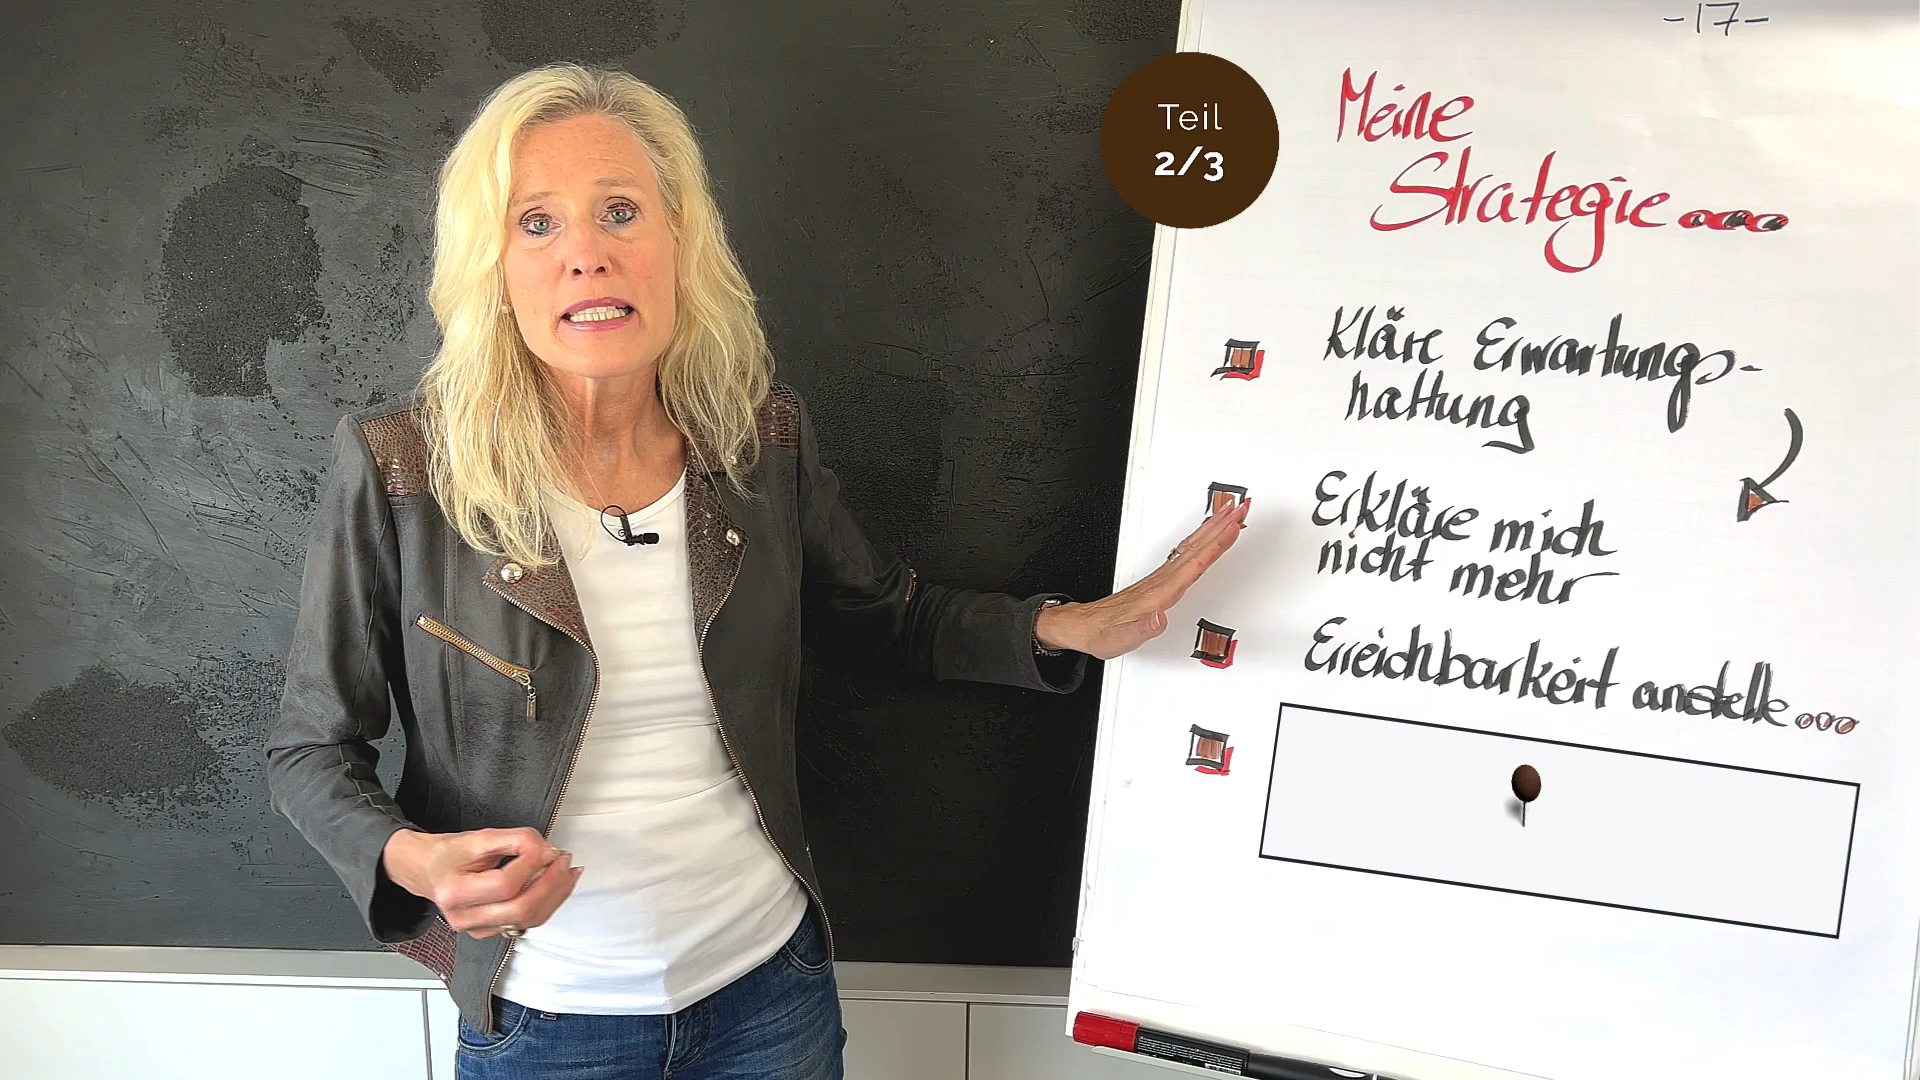 -17-
Teil
2/3
Meine
Strategie...
Kläre Erwartungs-
haltung
Erkläre mich
nicht mehr
Erreichbarkeit anstelle...